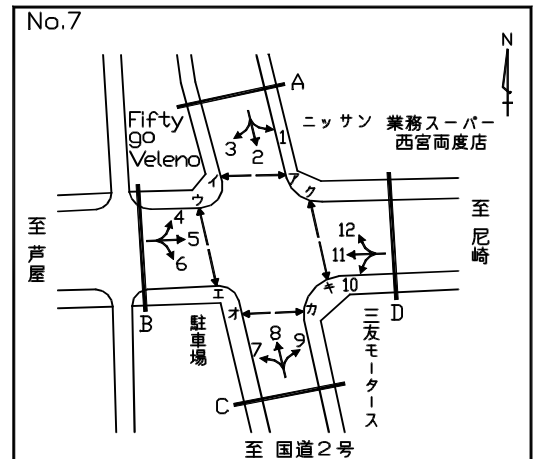 No.7
N
A
Fifty
go
Veleno
ニッサン
業務スーパー
西宮両度店
1
2
3
イ
ア
ク
ウ
4
5
6
至 芦屋
至 尼崎
12
11
10
エ
キ
オ
カ
B
D
駐車場
7
8
9
三友モータース
C
至 国道2号